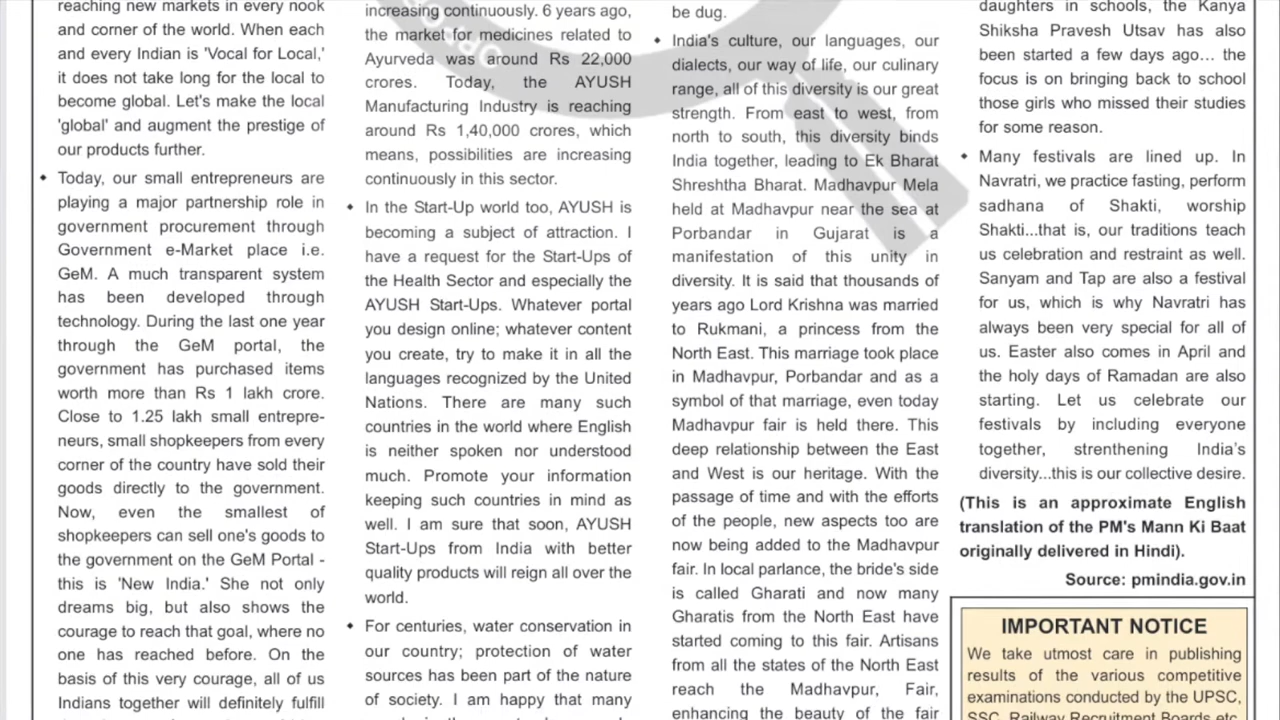 reaching new markets in every nook
and corner of the world. When each
and every Indian is 'Vocal for Local,'
it does not take long for the local to
become global. Let's make the local
'global' and augment the prestige of
our products further.
• Today, our small entrepreneurs are
playing a major partnership role in
government procurement through
Government e-Market place i.e.
GeM. A much transparent system
has been developed through
technology. During the last one year
through the GeM portal, the
government has purchased items
worth more than Rs 1 lakh crore.
Close to 1.25 lakh small entrepre-
neurs, small shopkeepers from every
corner of the country have sold their
goods directly to the government.
Now, even the smallest of
shopkeepers can sell one's goods to
the government on the GeM Portal -
this is 'New India.' She not only
dreams big, but also shows the
courage to reach that goal, where no
one has reached before. On the
basis of this very courage, all of us
Indians together will definitely fulfill
increasing continuously. 6 years ago,
the market for medicines related to
Ayurveda was around Rs 22,000
crores. Today, the AYUSH
Manufacturing Industry is reaching
around Rs 1,40,000 crores, which
means, possibilities are increasing
continuously in this sector.
• In the Start-Up world too, AYUSH is
becoming a subject of attraction. I
have a request for the Start-Ups of
the Health Sector and especially the
AYUSH Start-Ups. Whatever portal
you design online; whatever content
you create, try to make it in all the
languages recognized by the United
Nations. There are many such
countries in the world where English
is neither spoken nor understood
much. Promote your information
keeping such countries in mind as
well. I am sure that soon, AYUSH
Start-Ups from India with better
quality products will reign all over the
world.
• For centuries, water conservation in
our country; protection of water
sources has been part of the nature
of society. I am happy that many
be dug.
• India's culture, our languages, our
dialects, our way of life, our culinary
range, all of this diversity is our great
strength. From east to west, from
north to south, this diversity binds
India together, leading to Ek Bharat
Shreshtha Bharat. Madhavpur Mela
held at Madhavpur near the sea at
Porbandar in Gujarat is a
manifestation of this unity in
diversity. It is said that thousands of
years ago Lord Krishna was married
to Rukmani, a princess from the
North East. This marriage took place
in Madhavpur, Porbandar and as a
symbol of that marriage, even today
Madhavpur fair is held there. This
deep relationship between the East
and West is our heritage. With the
passage of time and with the efforts
of the people, new aspects too are
now being added to the Madhavpur
fair. In local parlance, the bride's side
is called Gharati and now many
Gharatis from the North East have
started coming to this fair. Artisans
from all the states of the North East
reach the Madhavpur, Fair,
enhancing the beauty of the fair
daughters in schools, the Kanya
Shiksha Pravesh Utsav has also
been started a few days ago... the
focus is on bringing back to school
those girls who missed their studies
for some reason.
• Many festivals are lined up. In
Navratri, we practice fasting, perform
sadhana of Shakti, worship
Shakti...that is, our traditions teach
us celebration and restraint as well.
Sanyam and Tap are also a festival
for us, which is why Navratri has
always been very special for all of
us. Easter also comes in April and
the holy days of Ramadan are also
starting. Let us celebrate our
festivals by including everyone
together, strenthening India's
diversity...this is our collective desire.
(This is an approximate English
translation of the PM's Mann Ki Baat
originally delivered in Hindi).
Source: pmindia.gov.in
IMPORTANT NOTICE
We take utmost care in publishing
results of the various competitive
examinations conducted by the UPSC,
SSC, Railway Recruitment Boards etc.